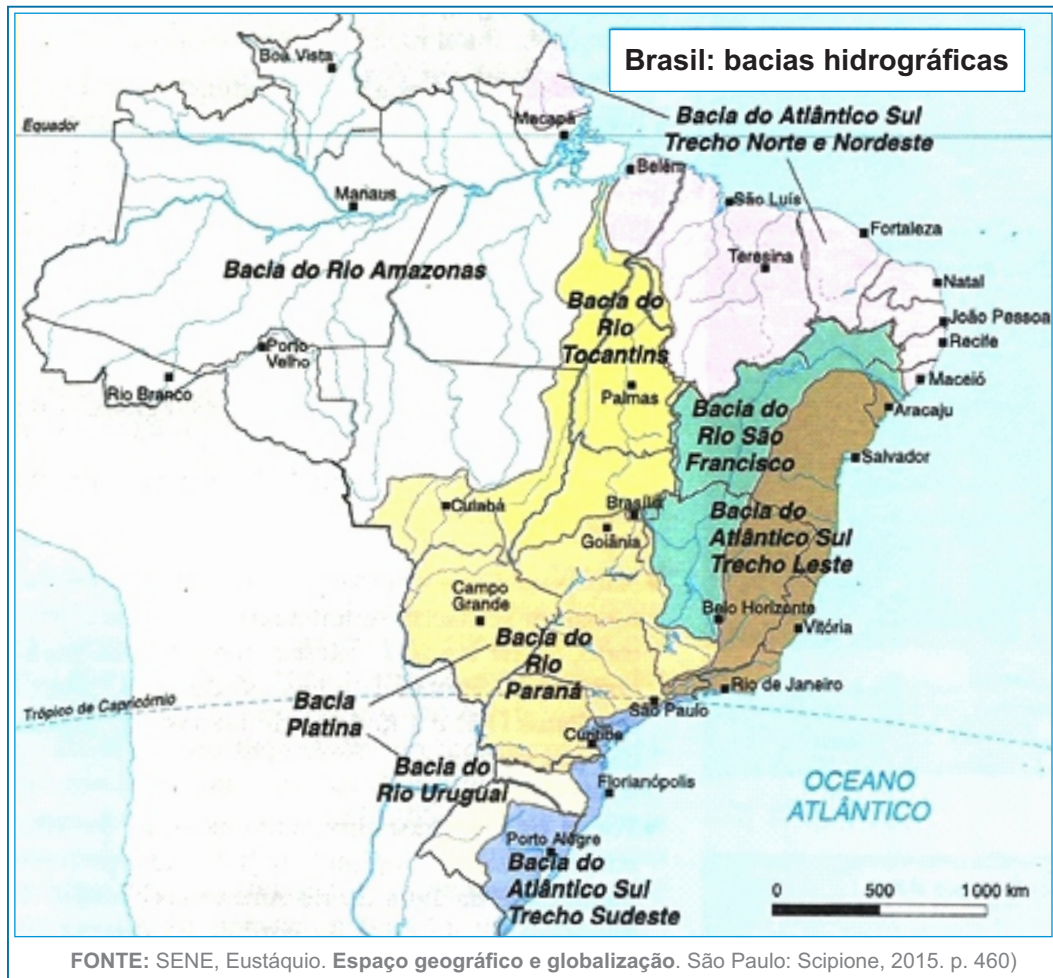 Brasil: bacias hidrográficas
Boa Vista
Bacia do Atlântico Sul
Trecho Norte e Nordeste
Equador
Macapá
Belém
São Luís
Manaus
Fortaleza
Teresina
Bacia do Rio Amazonas
Natal
Bacia do
Rio
Tocantins
João Pessoa
Recife
Porto
Velho
Rio Branco
Palmas
Maceió
Bacia do
Rio São
Francisco
Aracaju
Salvador
Cuiabá
Brasília
Goiânia
Bacia do
Atlântico Sul
Trecho Leste
Campo
Grande
Belo Horizonte
Vitória
Bacia do
Rio
Paraná
Rio de Janeiro
São Paulo
Trópico de Capricórnio
Bacia
Platina
Curitiba
Bacia do
Rio Uruguai
Florianópolis
OCEANO
ATLÂNTICO
Porto Alegre
Bacia do
Atlântico Sul
Trecho Sudeste
0 500 1000 km
FONTE: SENE, Eustáquio. Espaço geográfico e globalização. São Paulo: Scipione, 2015. p. 460)